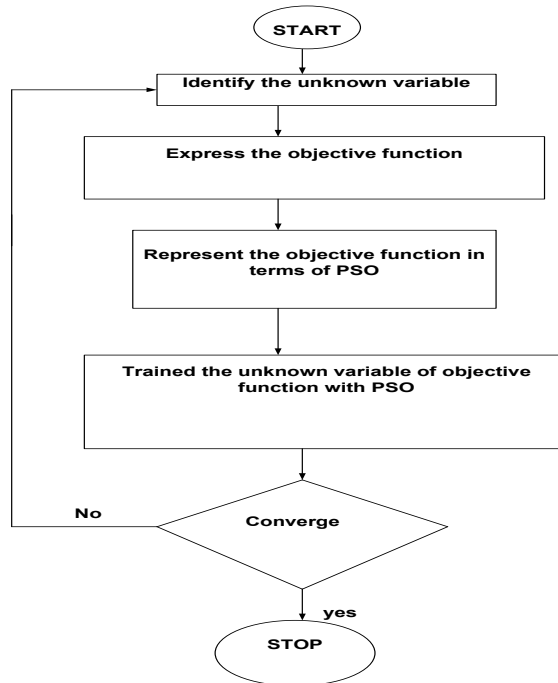 START
Identify the unknown variable
Express the objective function
Represent the objective function in
terms of PSO
Trained the unknown variable of objective
function with PSO
No
Converge
yes
STOP